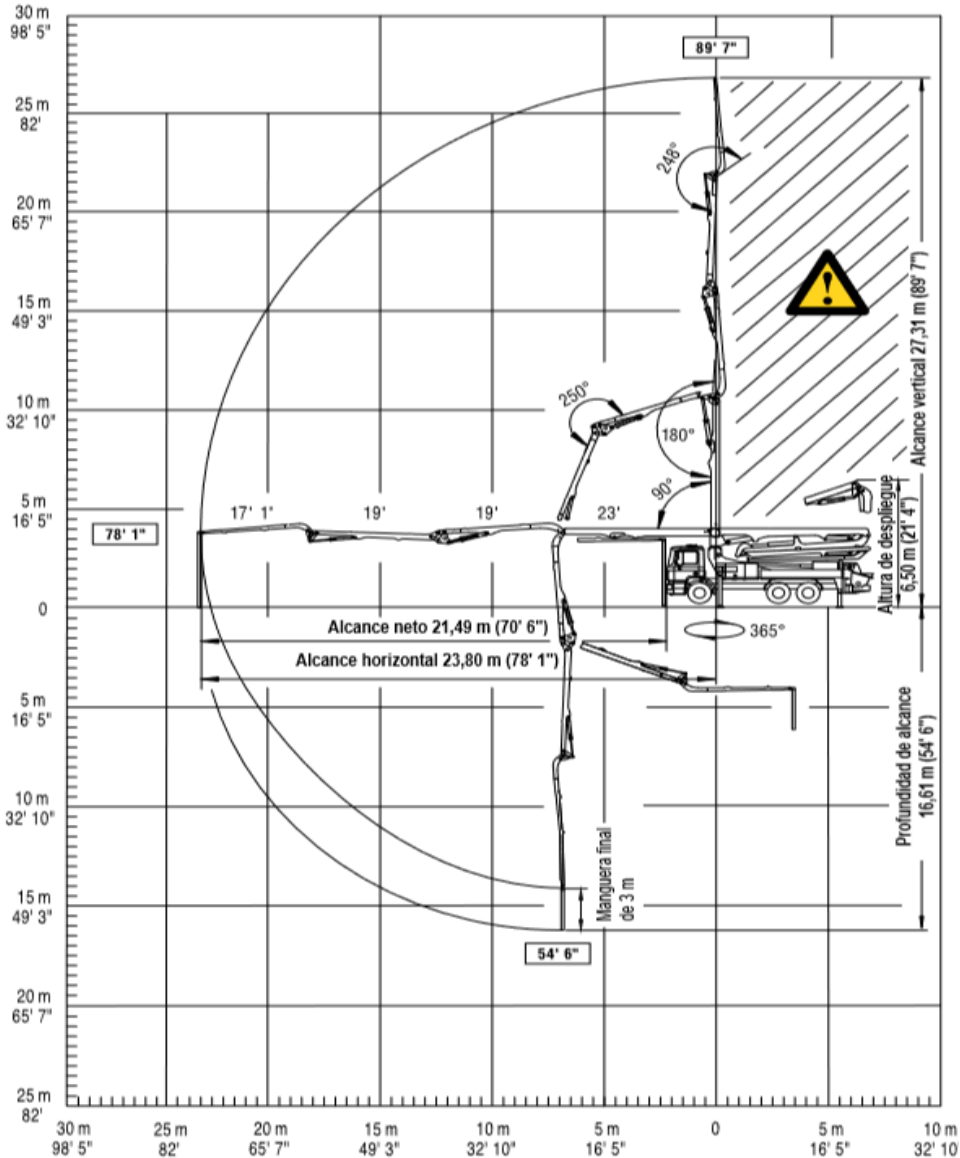 30 m
98' 5"
89' 7"
25 m
82'
248°
20 m
65' 7"
Alcance vertical 27,31 m (89' 7")
15 m
49' 3"
10 m
32' 10"
250°
180°
90°
5 m
16' 5"
17' 1'
19'
19'
23'
78' 1"
Altura de despliegue
6,50 m (21' 4")
0
Alcance neto 21,49 m (70' 6")
365°
Alcance horizontal 23,80 m (78' 1")
5 m
16' 5"
Profundidad de alcance
16,61 m (54' 6")
10 m
32' 10"
Manguera final
de 3 m
15 m
49' 3"
54' 6"
20 m
65' 7"
25 m
82'
30 m
98' 5"
25 m
82'
20 m
65' 7"
15 m
49' 3"
10 m
32' 10"
5 m
16' 5"
0
5 m
16' 5"
10 m
32' 10